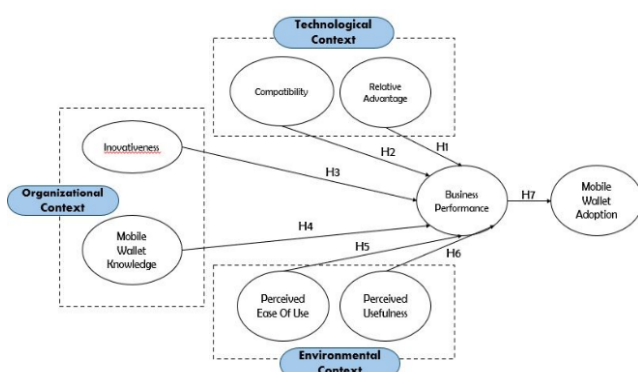 Technological
Context
Compatibility
Relative
Advantage
H1
H2
Inovativeness
H3
Organizational
Context
Business
Performance
H7
Mobile
Wallet
Adoption
Mobile
Wallet
Knowledge
H4
H5
H6
Perceived
Ease Of Use
Perceived
Usefulness
Environmental
Context